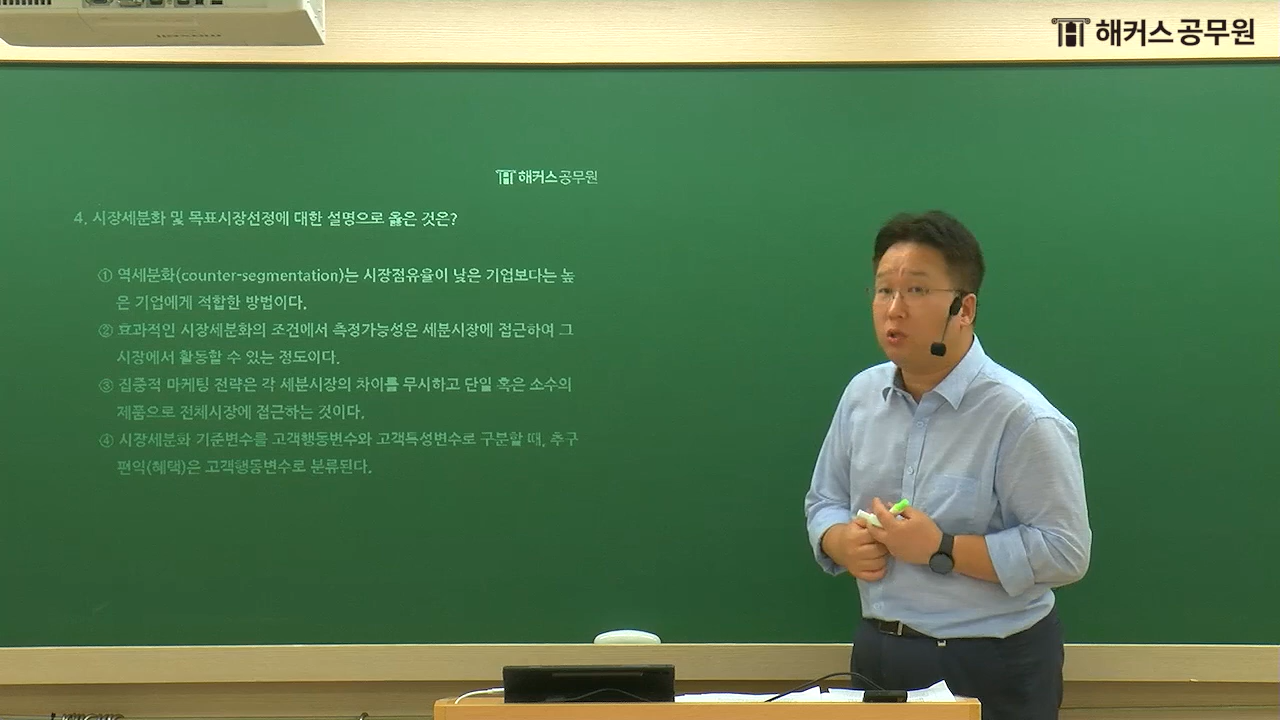 해커스공무원
해커스공무원
4. 시장세분화 및 목표시장선정에 대한 설명으로 옳은 것은?
① 역세분화(counter-segmentation)는 시장점유율이 낮은 기업보다는 높
은 기업에게 적합한 방법이다.
② 효과적인 시장세분화의 조건에서 측정가능성은 세분시장에 접근하여 그
시장에서 활동할 수 있는 정도이다.
③ 집중적 마케팅 전략은 각 세분시장의 차이를 무시하고 단일 혹은 소수의
제품으로 전체시장에 접근하는 것이다.
④ 시장세분화 기준변수를 고객행동변수와 고객특성변수로 구분할 때, 추구
편익(혜택)은 고객행동변수로 분류된다.